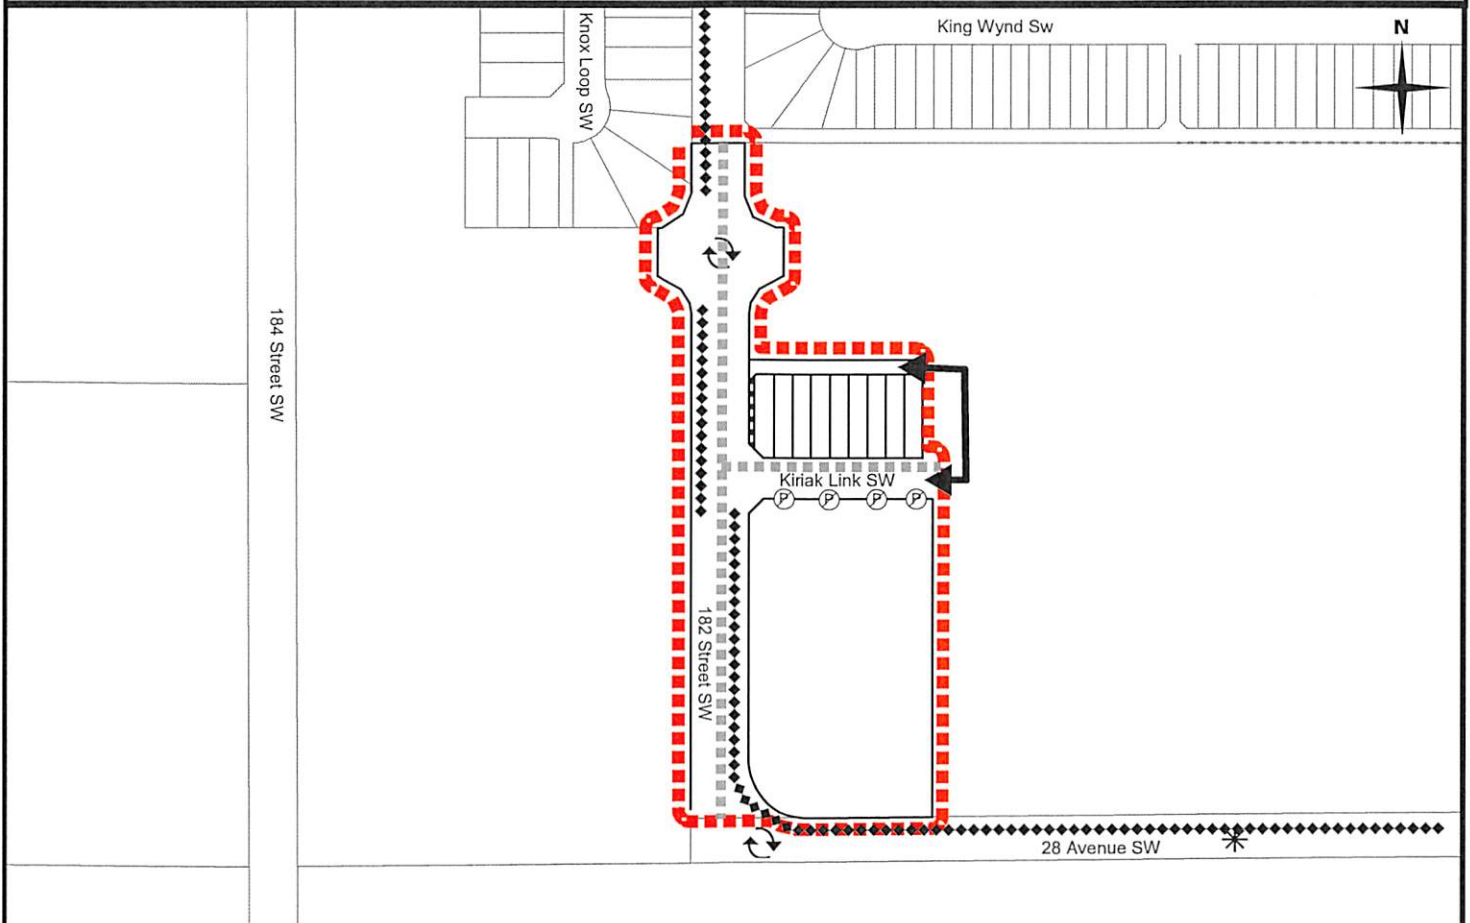 King Wynd Sw
N
Knox Loop SW
184 Street SW
Kiriak Link SW
P P P P
182 Street SW
28 Avenue SW